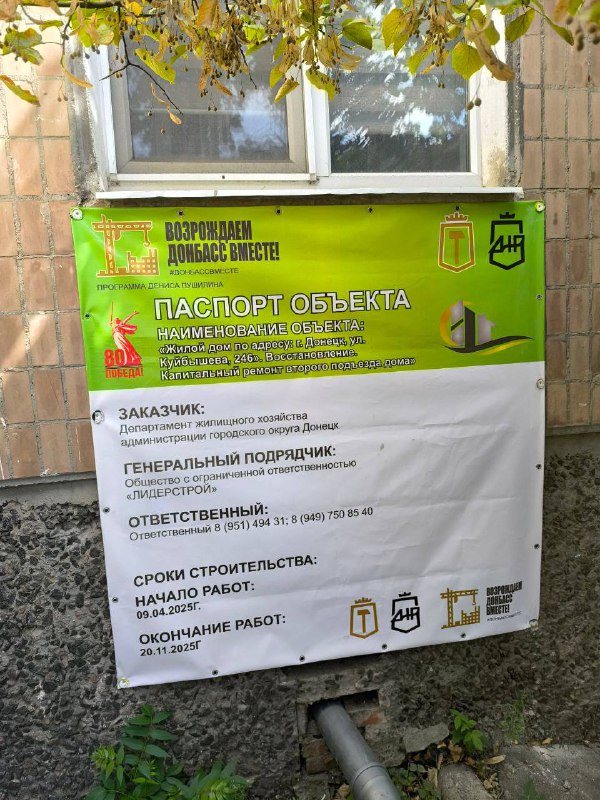 ВОЗРОЖДАЕМ
ДОНБАСС ВМЕСТЕ!
#ДОНБАССВМЕСТЕ
ПРОГРАММА ДЕНИСА ПУШИЛИНА
Т
ДНР
80
ПОБЕДА!
ПАСПОРТ ОБЪЕКТА
НАИМЕНОВАНИЕ ОБЪЕКТА:
«Жилой дом по адресу: г. Донецк, ул.
Куйбышева, 246». Восстановление.
Капитальный ремонт второго подъезда дома»
ЗАКАЗЧИК:
Департамент жилищного хозяйства
администрации городского округа Донецк
ГЕНЕРАЛЬНЫЙ ПОДРЯДЧИК:
Общество с ограниченной ответственностью
«ЛИДЕРСТРОЙ»
ОТВЕТСТВЕННЫЙ:
Ответственный 8 (951) 494 31; 8 (949) 750 85 40
СРОКИ СТРОИТЕЛЬСТВА:
НАЧАЛО РАБОТ:
09.04.2025Г.
ОКОНЧАНИЕ РАБОТ:
20.11.2025Г
Т
ДНР
ВОЗРОЖДАЕМ
ДОНБАСС
ВМЕСТЕ!
#ДОНБАССВМЕСТЕ